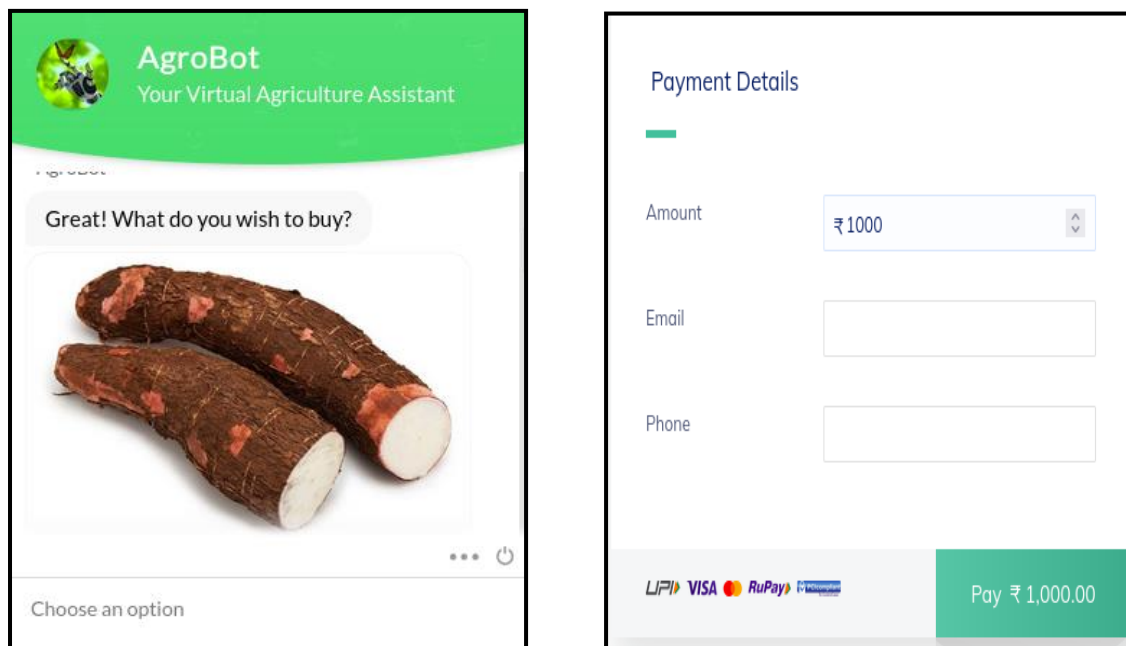 AgroBot
Your Virtual Agriculture Assistant
AgroBot
Great! What do you wish to buy?
Choose an option
Payment Details
Amount
₹ 1000
Email
Phone
UPI VISA RuPay
Pay ₹ 1,000.00